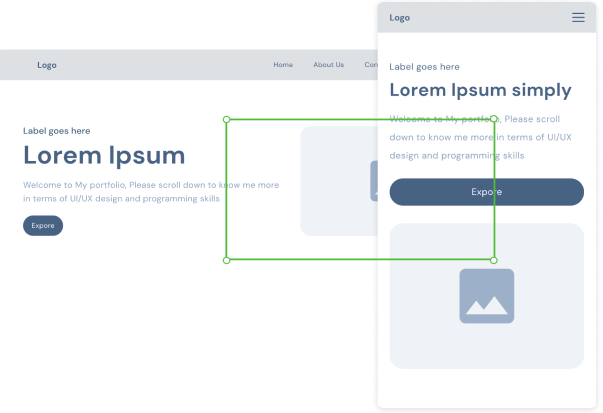 Logo
Home
About Us
Con
Label goes here
Lorem Ipsum
Welcome to My portfolio, Please scroll down to know me more
in terms of UI/UX design and programming skills
Expore
Logo
Label goes here
Lorem Ipsum simply
Welcome to My portfolio, Please scroll
down to know me more in terms of UI/UX
design and programming skills
Expore